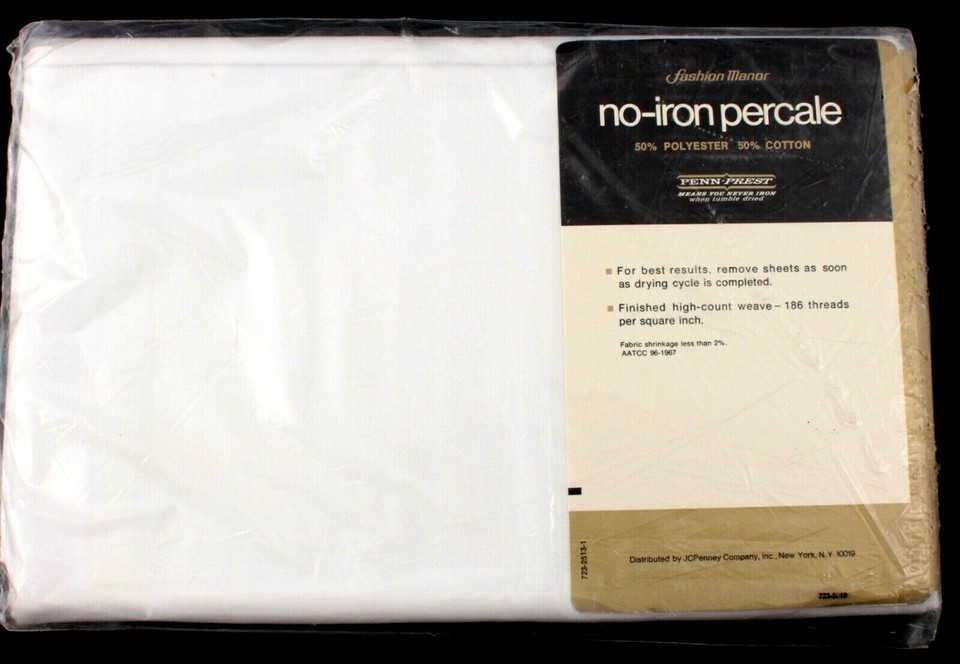 fashion manor
no-iron percale
50% POLYESTER 50% COTTON
PENN-PREST
MEANS YOU NEVER IRON
when tumble dried
■ For best results, remove sheets as soon
as drying cycle is completed.
■ Finished high-count weave – 186 threads
per square inch.
Fabric shrinkage less than 2%.
AATCC 96-1967
723-2513-1
Distributed by JCPenney Company, Inc., New York, N.Y. 10019